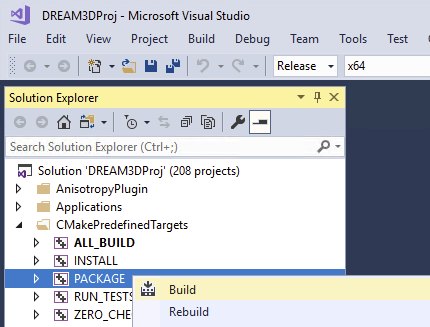 DREAM3DProj - Microsoft Visual Studio
File Edit View Project Build Debug Team Tools Test
Release x64
Solution Explorer
Search Solution Explorer (Ctrl+;)
Solution 'DREAM3DProj' (208 projects)
AnisotropyPlugin
Applications
CMakePredefinedTargets
ALL_BUILD
INSTALL
PACKAGE
Build
RUN_TESTS
Rebuild
ZERO_CHE